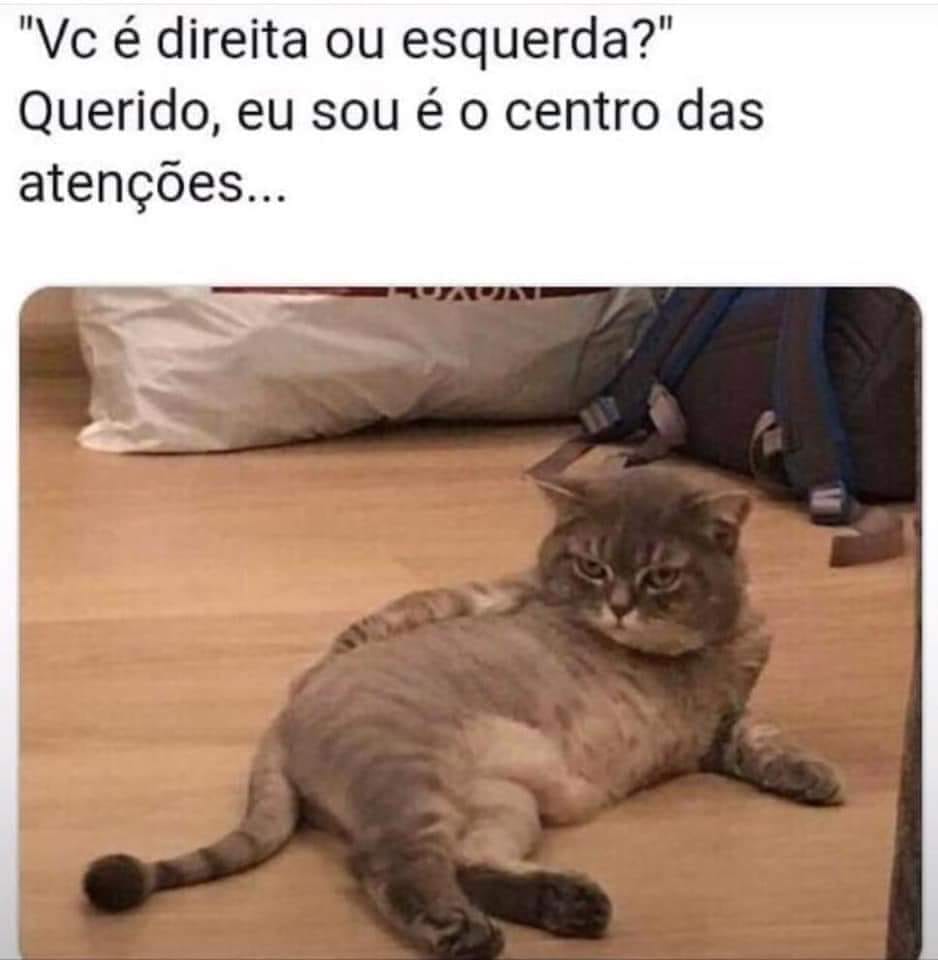 "Vc é direita ou esquerda?"
Querido, eu sou é o centro das
atenções...